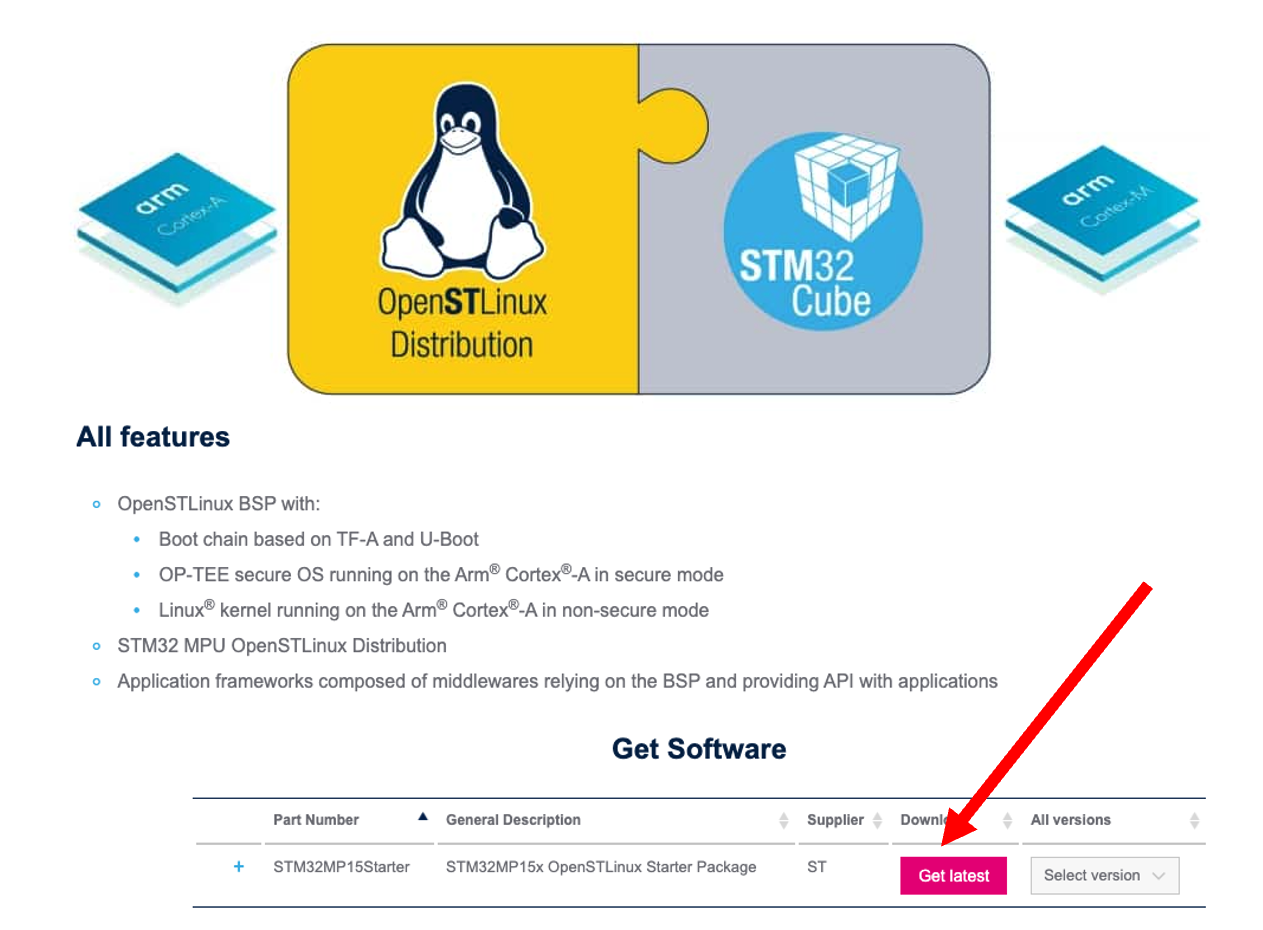 arm
Cortex-A
OpenSTLinux
Distribution
STM32
Cube
arm
Cortex-M
All features
OpenSTLinux BSP with:
Boot chain based on TF-A and U-Boot
OP-TEE secure OS running on the Arm® Cortex®-A in secure mode
Linux® kernel running on the Arm® Cortex®-A in non-secure mode
STM32 MPU OpenSTLinux Distribution
Application frameworks composed of middlewares relying on the BSP and providing API with applications
Get Software
Part Number General Description Supplier All versions
+ STM32MP15Starter STM32MP15x OpenSTLinux Starter Package ST Get latest Select version